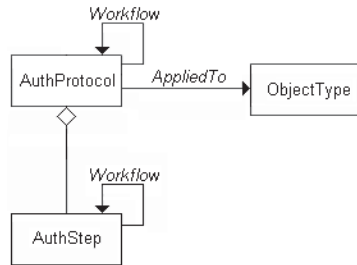 Workflow
AuthProtocol
AppliedTo
ObjectType
Workflow
AuthStep